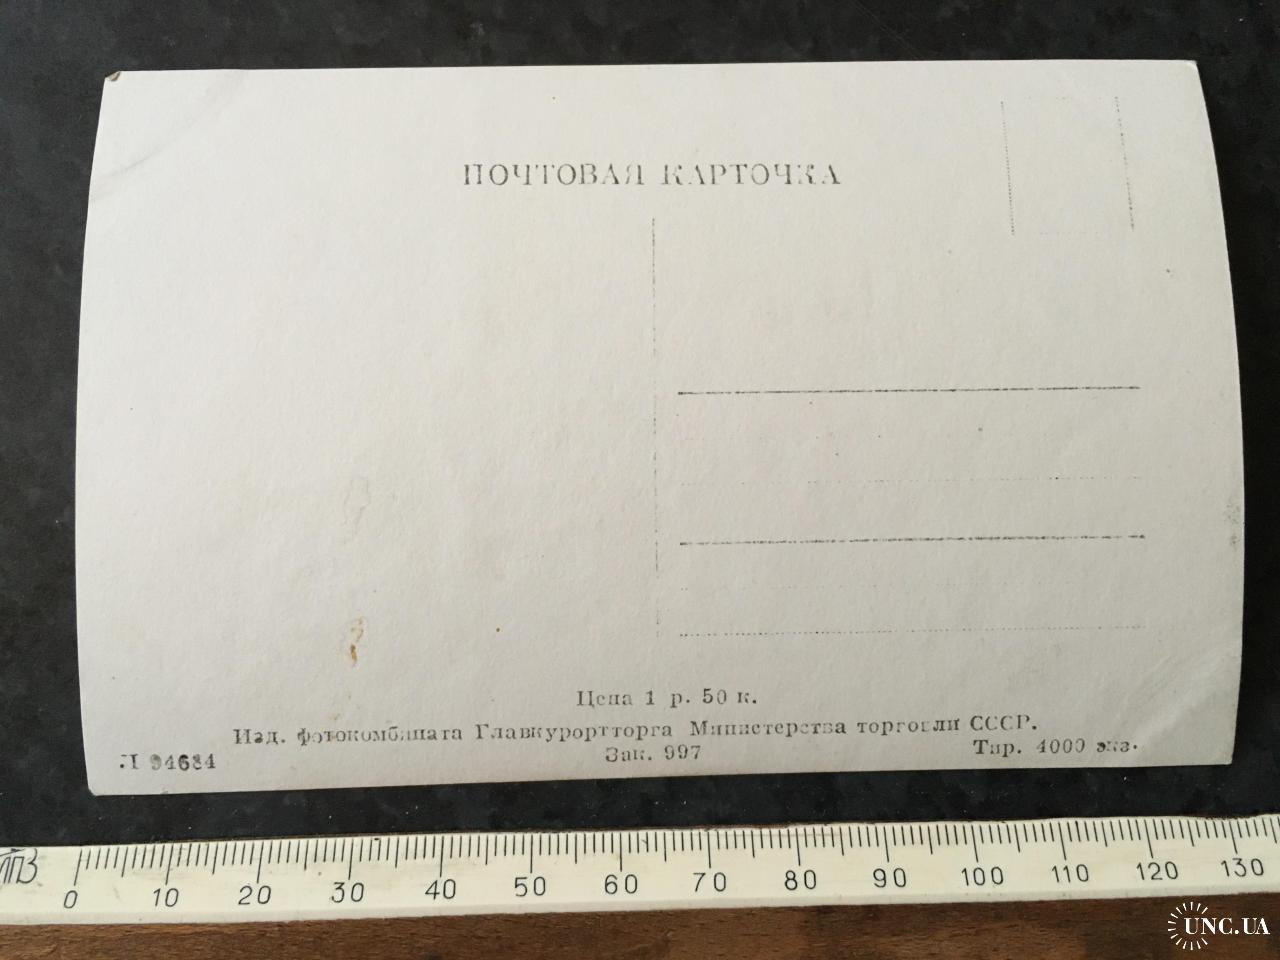 ПОЧТОВАЯ КАРТОЧКА
Цена 1 р. 50 к.
Изд. фотокомбината Главкурортторга Министерства торговли СССР.
Л 94684
Зак. 997
Тир. 4000 экз.
0 10 20 30 40 50 60 70 80 90 100 110 120 130
UNC.UA